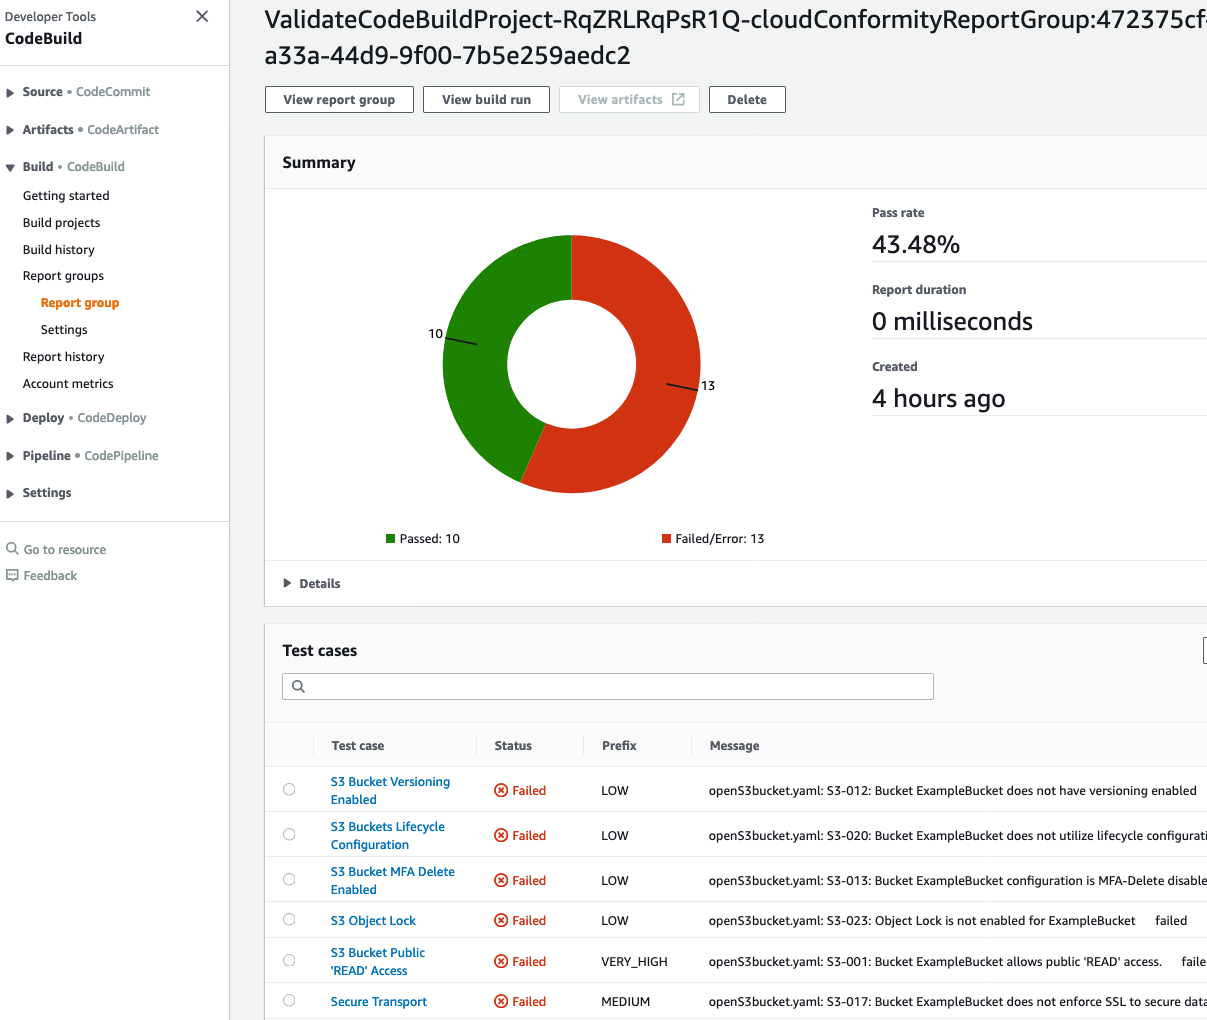 Developer Tools
CodeBuild
Source • CodeCommit
Artifacts • CodeArtifact
Build • CodeBuild
Getting started
Build projects
Build history
Report groups
Report group
Settings
Report history
Account metrics
Deploy • CodeDeploy
Pipeline • CodePipeline
Settings
Go to resource
Feedback
ValidateCodeBuildProject-RqZRLRqPsR1Q-cloudConformityReportGroup:472375cf-
a33a-44d9-9f00-7b5e259aedc2
View report group View build run View artifacts Delete
Summary
10
13
Passed: 10 Failed/Error: 13
Pass rate
43.48%
Report duration
0 milliseconds
Created
4 hours ago
Details
Test cases
Test case Status Prefix Message
S3 Bucket Versioning
Enabled
Failed LOW openS3bucket.yaml: S3-012: Bucket ExampleBucket does not have versioning enabled
S3 Buckets Lifecycle
Configuration
Failed LOW openS3bucket.yaml: S3-020: Bucket ExampleBucket does not utilize lifecycle configurati
S3 Bucket MFA Delete
Enabled
Failed LOW openS3bucket.yaml: S3-013: Bucket ExampleBucket configuration is MFA-Delete disable
S3 Object Lock Failed LOW openS3bucket.yaml: S3-023: Object Lock is not enabled for ExampleBucket failed
S3 Bucket Public
'READ' Access
Failed VERY_HIGH openS3bucket.yaml: S3-001: Bucket ExampleBucket allows public 'READ' access. faile
Secure Transport Failed MEDIUM openS3bucket.yaml: S3-017: Bucket ExampleBucket does not enforce SSL to secure data